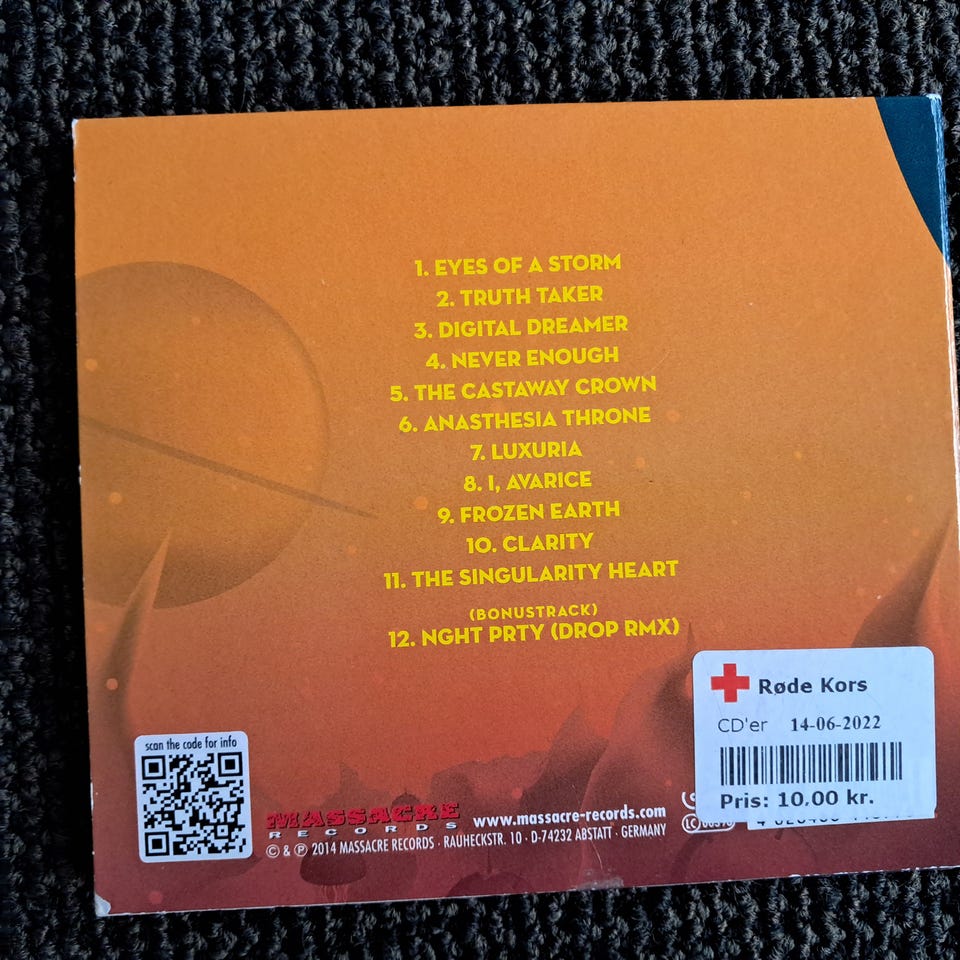 1. EYES OF A STORM
2. TRUTH TAKER
3. DIGITAL DREAMER
4. NEVER ENOUGH
5. THE CASTAWAY CROWN
6. ANASTHESIA THRONE
7. LUXURIA
8. I, AVARICE
9. FROZEN EARTH
10. CLARITY
11. THE SINGULARITY HEART
(BONUSTRACK)
12. NGHT PRTY (DROP RMX)
Røde Kors
CD'er 14-06-2022
Pris: 10.00 kr.
scan the code for info
MASSACRE
RECORDS
www.massacre-records.com
© & ℗ 2014 MASSACRE RECORDS · RAUHECKSTR. 10 · D-74232 ABSTATT · GERMANY
LC